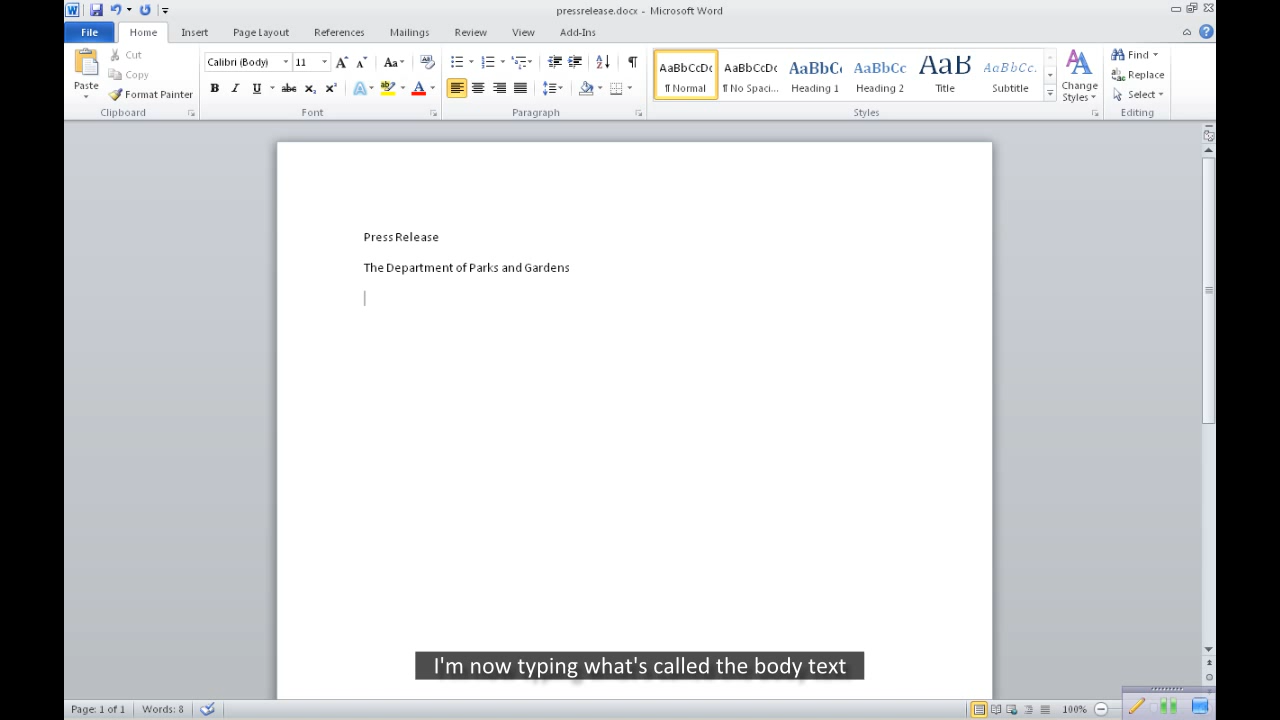 pressrelease.docx - Microsoft Word
File Home Insert Page Layout References Mailings Review View Add-Ins
Paste
Cut
Copy
Format Painter
Clipboard
Calibri (Body) 11
Font
Paragraph
AaBbCcDc AaBbCcDc AaBbCc AaBbCc AaB AaBbCc.
¶ Normal ¶ No Spaci... Heading 1 Heading 2 Title Subtitle
Change Styles
Styles
Find
Replace
Select
Editing
Press Release
The Department of Parks and Gardens
I'm now typing what's called the body text
Page: 1 of 1 Words: 8 100%